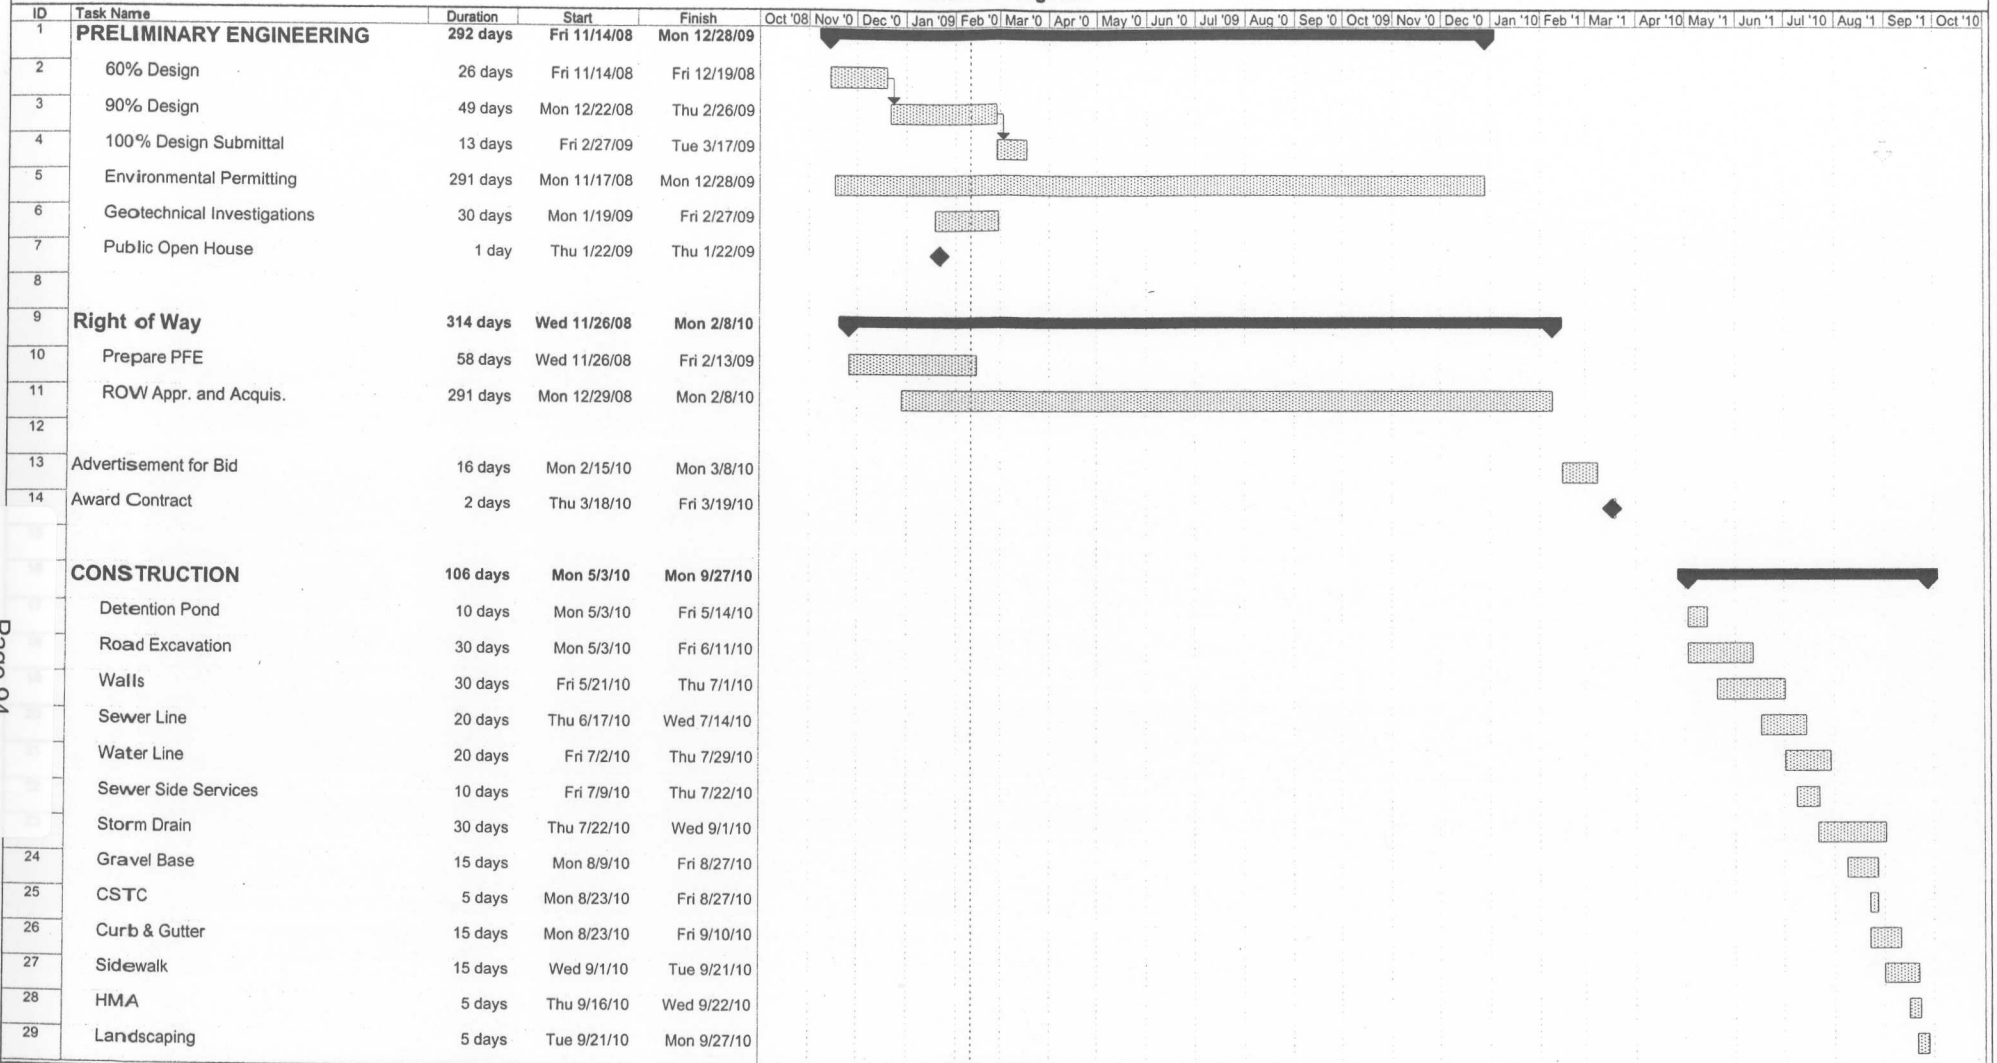 ID Task Name Duration Start Finish Oct '08 Nov '0 Dec '0 Jan '09 Feb '0 Mar '0 Apr '0 May '0 Jun '0 Jul '09 Aug '0 Sep '0 Oct '09 Nov '0 Dec '0 Jan '10 Feb '1 Mar '1 Apr '10 May '1 Jun '1 Jul '10 Aug '1 Sep '1 Oct '10
1 PRELIMINARY ENGINEERING 292 days Fri 11/14/08 Mon 12/28/09
2 60% Design 26 days Fri 11/14/08 Fri 12/19/08
3 90% Design 49 days Mon 12/22/08 Thu 2/26/09
4 100% Design Submittal 13 days Fri 2/27/09 Tue 3/17/09
5 Environmental Permitting 291 days Mon 11/17/08 Mon 12/28/09
6 Geotechnical Investigations 30 days Mon 1/19/09 Fri 2/27/09
7 Public Open House 1 day Thu 1/22/09 Thu 1/22/09
8
9 Right of Way 314 days Wed 11/26/08 Mon 2/8/10
10 Prepare PFE 58 days Wed 11/26/08 Fri 2/13/09
11 ROW Appr. and Acquis. 291 days Mon 12/29/08 Mon 2/8/10
12
13 Advertisement for Bid 16 days Mon 2/15/10 Mon 3/8/10
14 Award Contract 2 days Thu 3/18/10 Fri 3/19/10
CONSTRUCTION 106 days Mon 5/3/10 Mon 9/27/10
Detention Pond 10 days Mon 5/3/10 Fri 5/14/10
Road Excavation 30 days Mon 5/3/10 Fri 6/11/10
Walls 30 days Fri 5/21/10 Thu 7/1/10
Sewer Line 20 days Thu 6/17/10 Wed 7/14/10
Water Line 20 days Fri 7/2/10 Thu 7/29/10
Sewer Side Services 10 days Fri 7/9/10 Thu 7/22/10
Storm Drain 30 days Thu 7/22/10 Wed 9/1/10
24 Gravel Base 15 days Mon 8/9/10 Fri 8/27/10
25 CSTC 5 days Mon 8/23/10 Fri 8/27/10
26 Curb & Gutter 15 days Mon 8/23/10 Fri 9/10/10
27 Sidewalk 15 days Wed 9/1/10 Tue 9/21/10
28 HMA 5 days Thu 9/16/10 Wed 9/22/10
29 Landscaping 5 days Tue 9/21/10 Mon 9/27/10